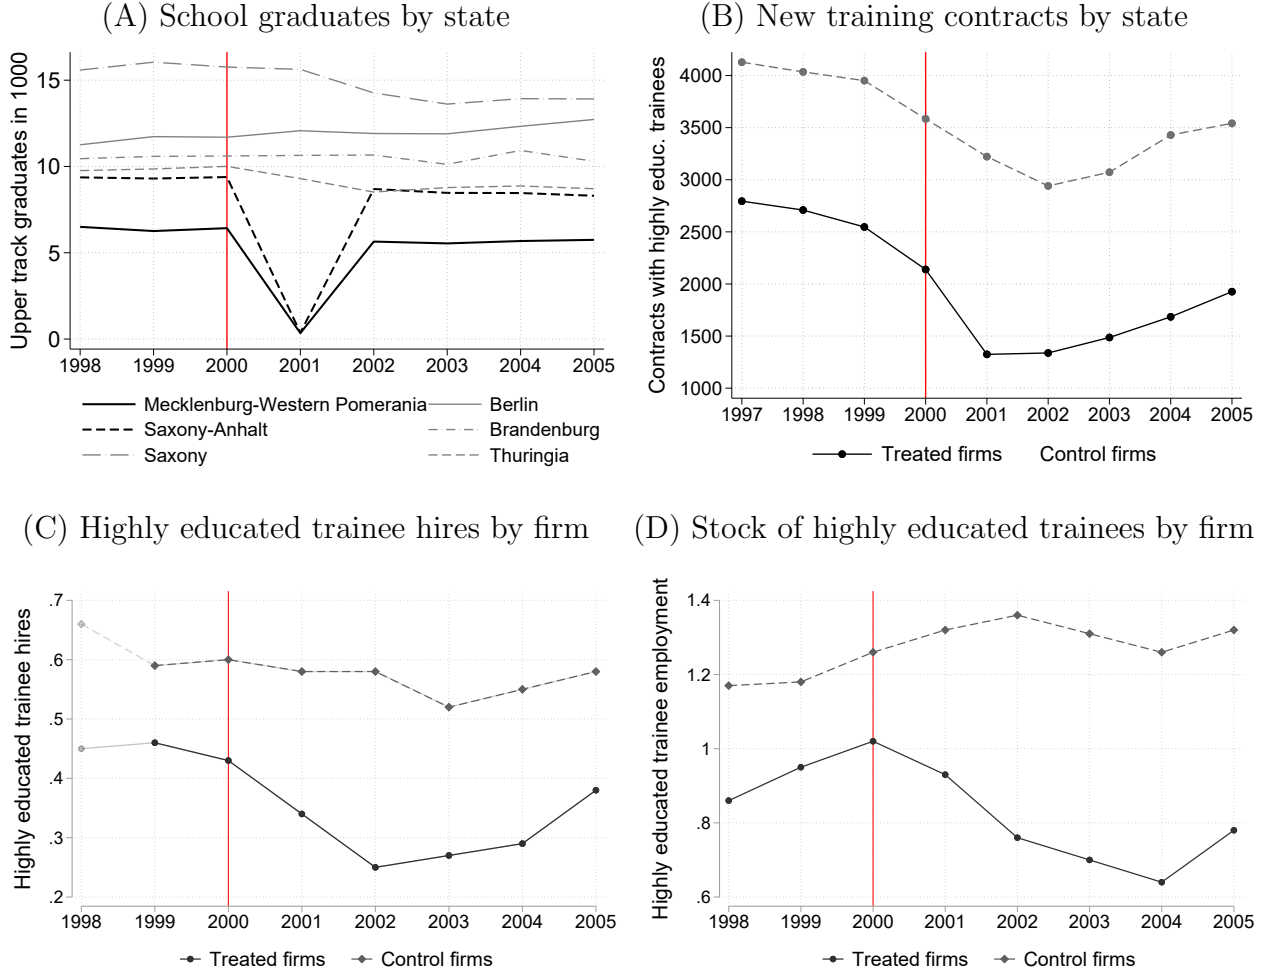 (A) School graduates by state
Upper track graduates in 1000
15
10
5
0
1998 1999 2000 2001 2002 2003 2004 2005
Mecklenburg-Western Pomerania Berlin
Saxony-Anhalt Brandenburg
Saxony Thuringia
(B) New training contracts by state
Contracts with highly educ. trainees
4000
3500
3000
2500
2000
1500
1000
1997 1998 1999 2000 2001 2002 2003 2004 2005
Treated firms Control firms
(C) Highly educated trainee hires by firm
Highly educated trainee hires
.7
.6
.5
.4
.3
.2
1998 1999 2000 2001 2002 2003 2004 2005
Treated firms Control firms
(D) Stock of highly educated trainees by firm
Highly educated trainee employment
1.4
1.2
1
.8
.6
1998 1999 2000 2001 2002 2003 2004 2005
Treated firms Control firms